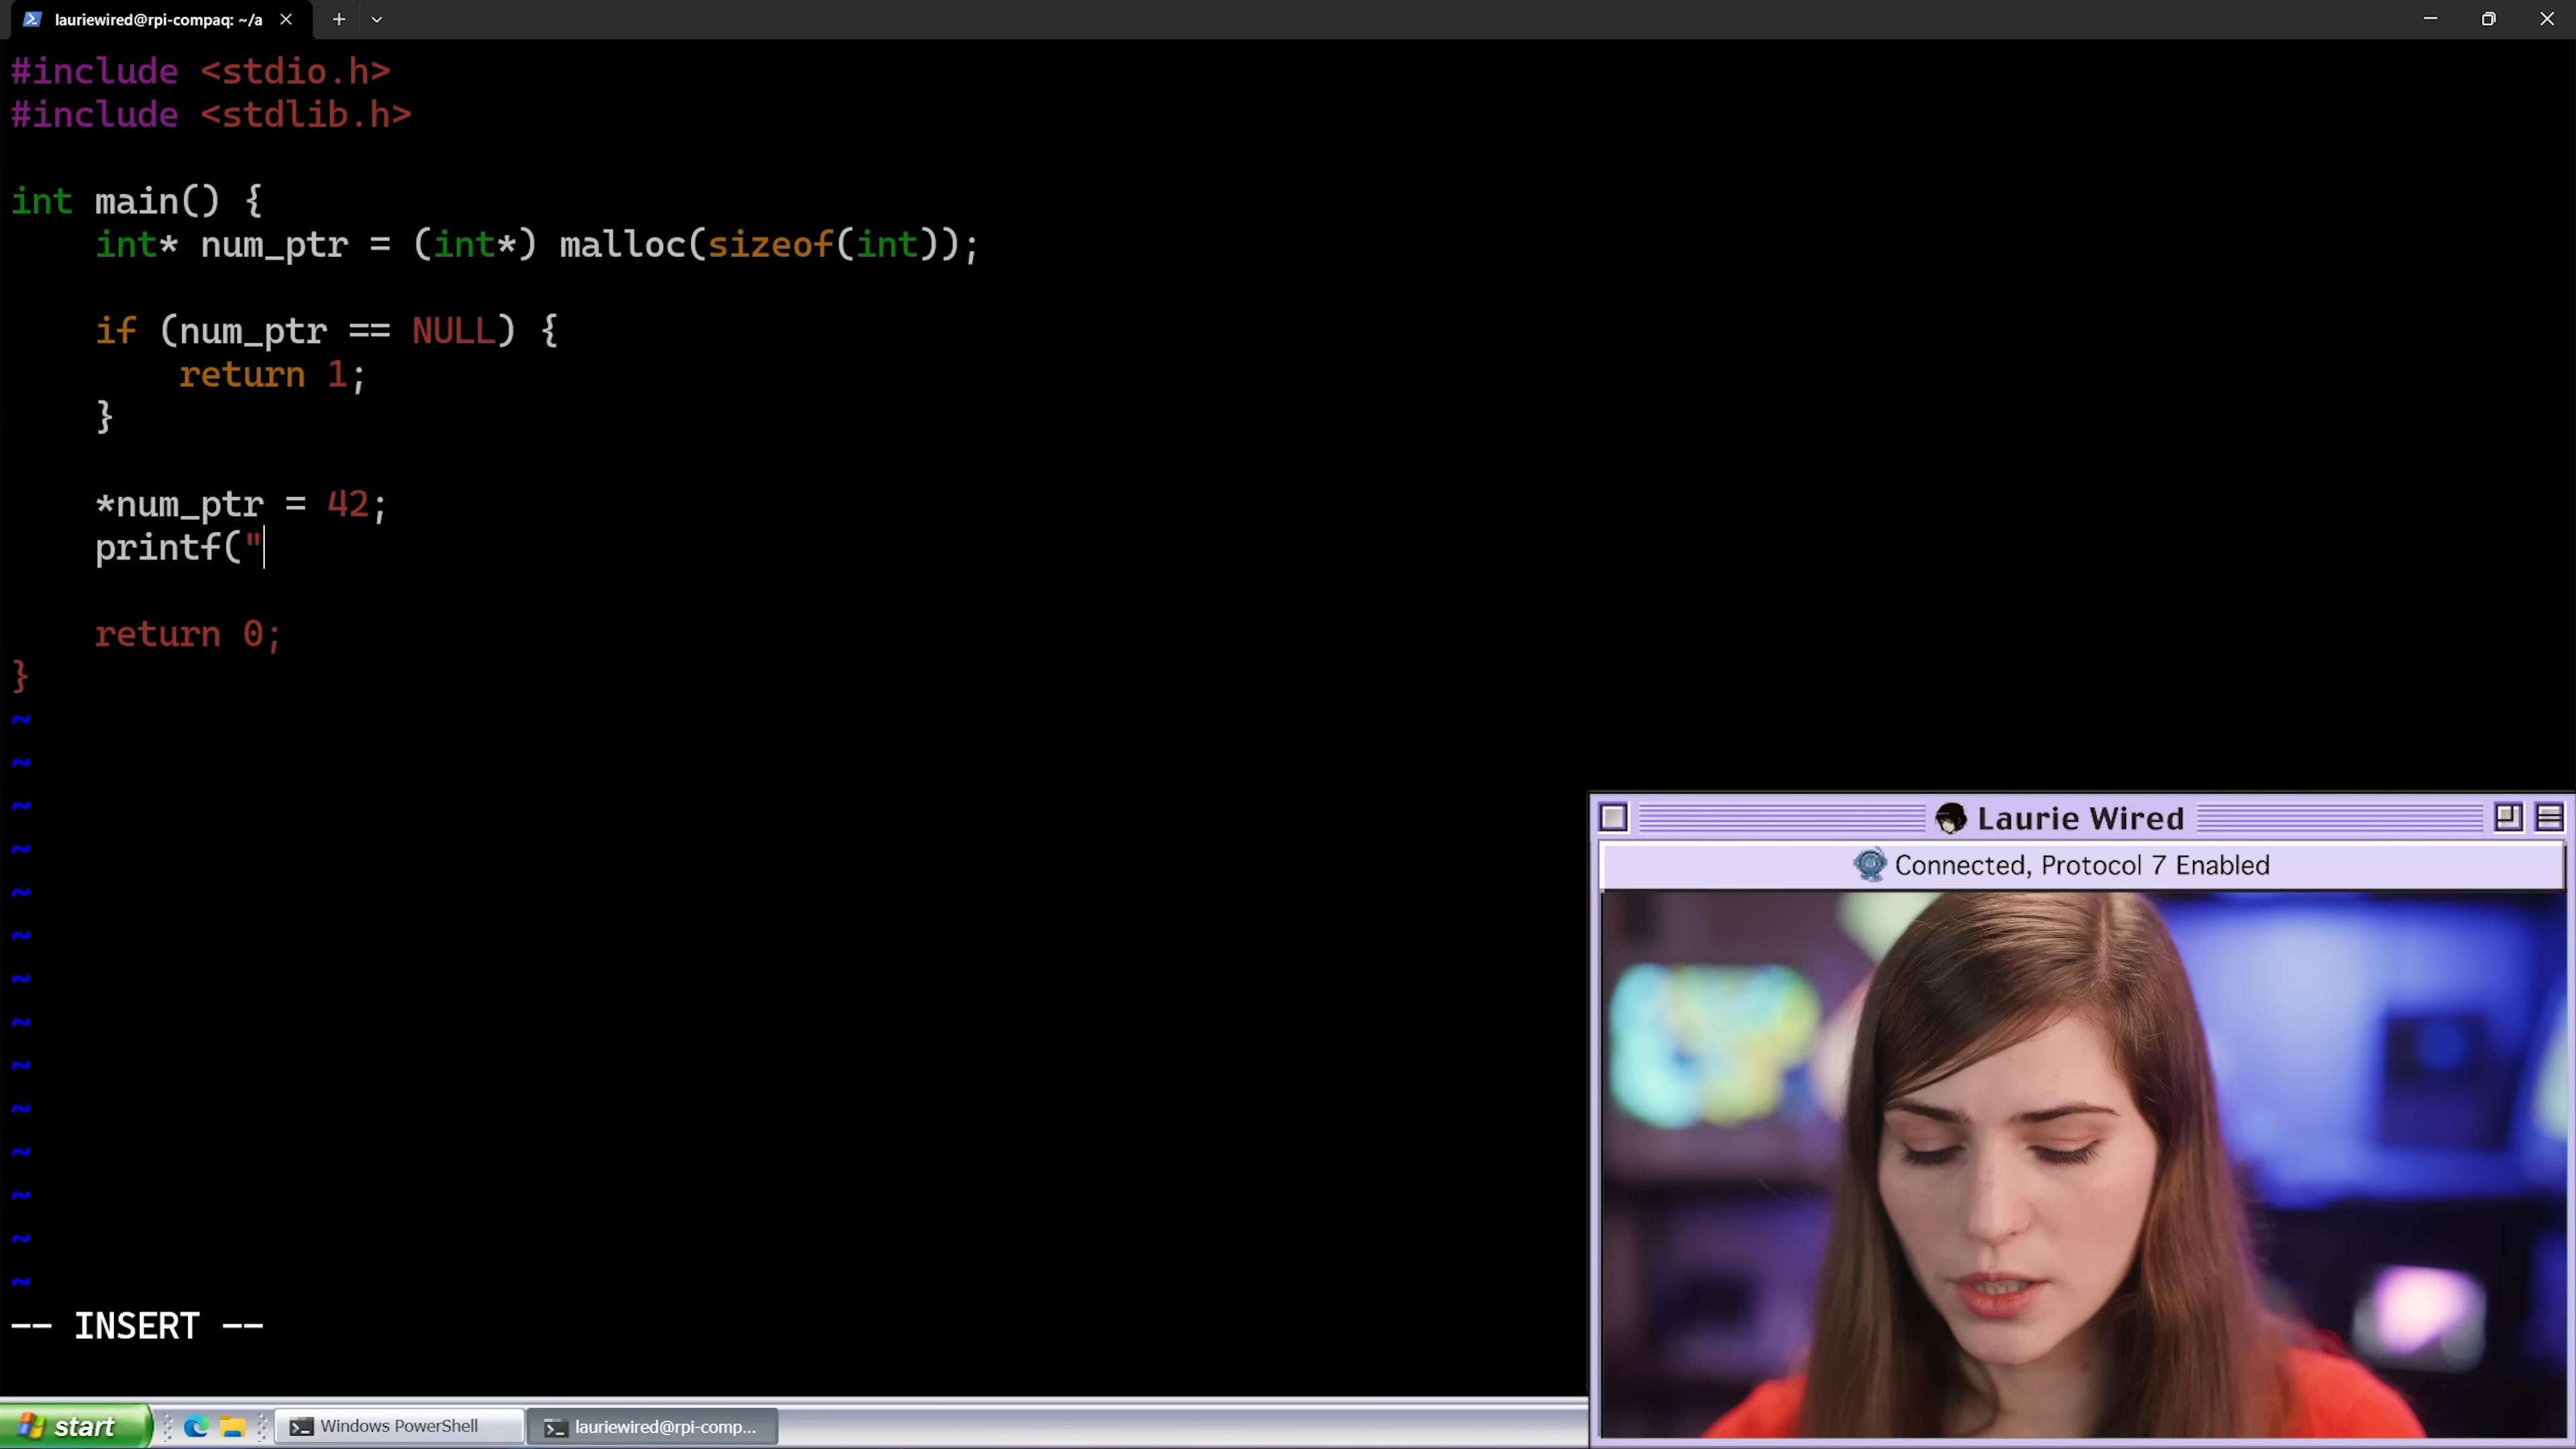 lauriewired@rpi-compaq: ~/a
#include <stdio.h>
#include <stdlib.h>
int main() {
int* num_ptr = (int*) malloc(sizeof(int));
if (num_ptr == NULL) {
return 1;
}
*num_ptr = 42;
printf("
return 0;
}
~
~
~
~
~
~
~
~
~
~
~
~
~
~
-- INSERT --
Laurie Wired
Connected, Protocol 7 Enabled
start
Windows PowerShell
lauriewired@rpi-comp...